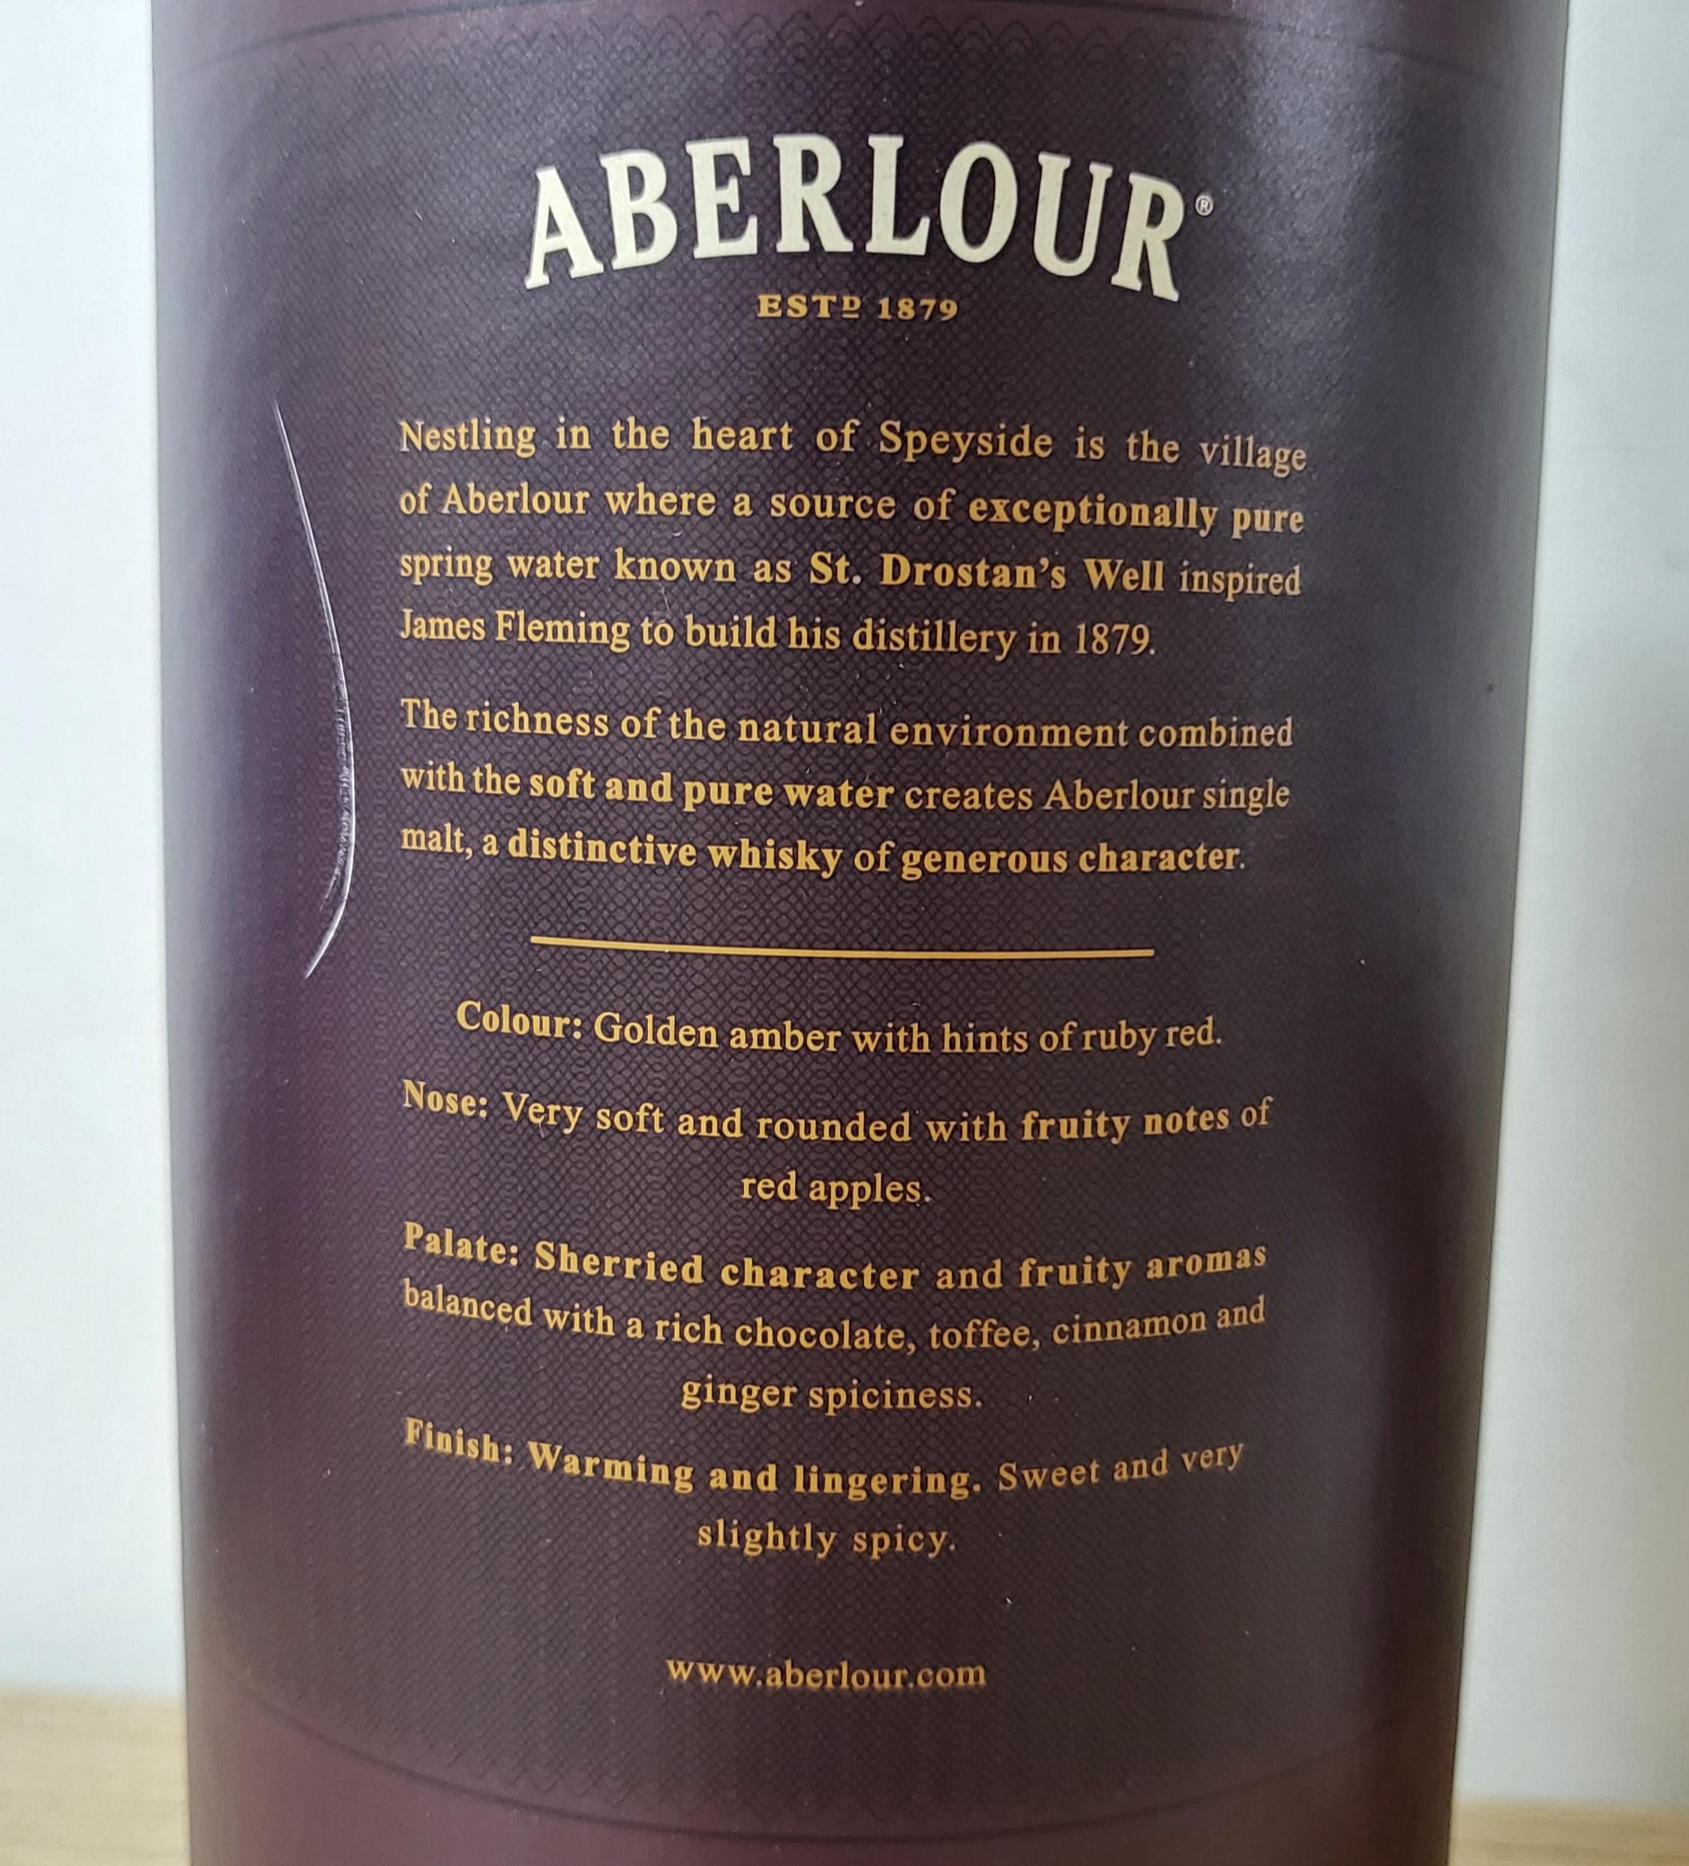 ABERLOUR®
ESTD 1879
Nestling in the heart of Speyside is the village
of Aberlour where a source of exceptionally pure
spring water known as St. Drostan's Well inspired
James Fleming to build his distillery in 1879.
The richness of the natural environment combined
with the soft and pure water creates Aberlour single
malt, a distinctive whisky of generous character.
Colour: Golden amber with hints of ruby red.
Nose: Very soft and rounded with fruity notes of
red apples.
Palate: Sherried character and fruity aromas
balanced with a rich chocolate, toffee, cinnamon and
ginger spiciness.
Finish: Warming and lingering. Sweet and very
slightly spicy.
www.aberlour.com